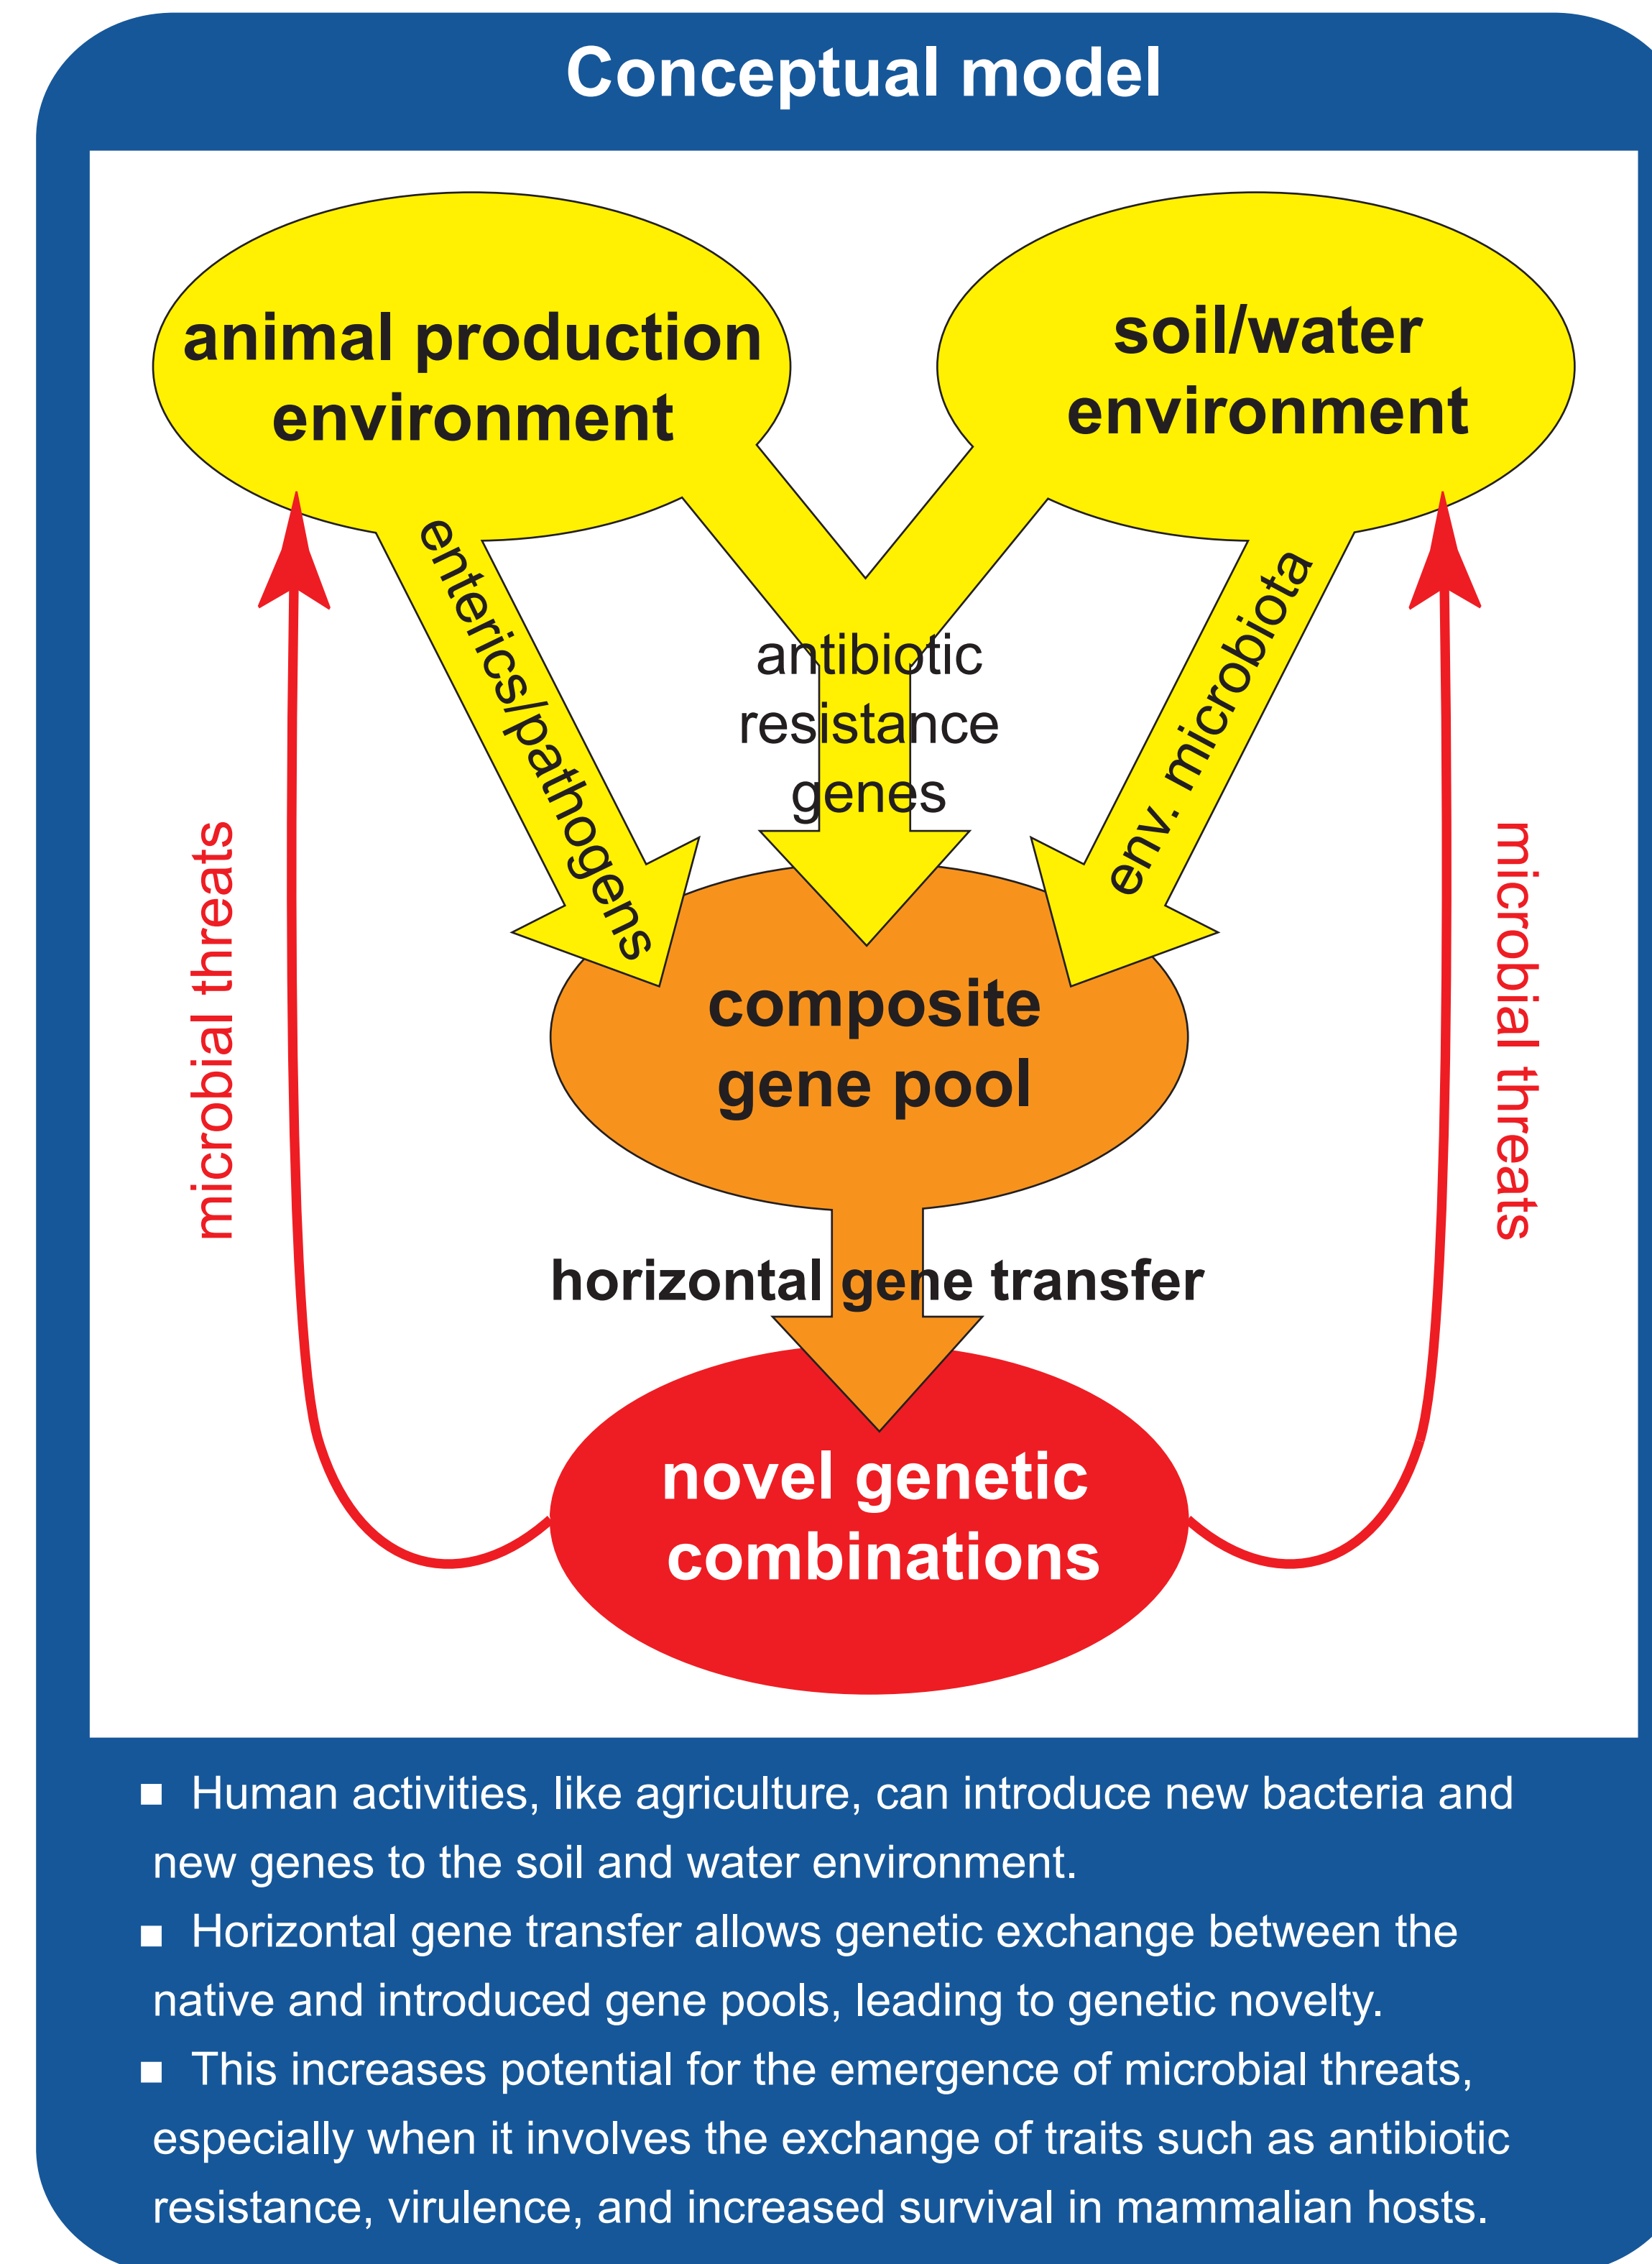 Conceptual model
animal production
environment
soil/water
environment
enterics/pathogens
antibiotic
resistance
genes
env. microbiota
microbial threats
microbial threats
composite
gene pool
horizontal gene transfer
novel genetic
combinations
■ Human activities, like agriculture, can introduce new bacteria and
new genes to the soil and water environment.
■ Horizontal gene transfer allows genetic exchange between the
native and introduced gene pools, leading to genetic novelty.
■ This increases potential for the emergence of microbial threats,
especially when it involves the exchange of traits such as antibiotic
resistance, virulence, and increased survival in mammalian hosts.